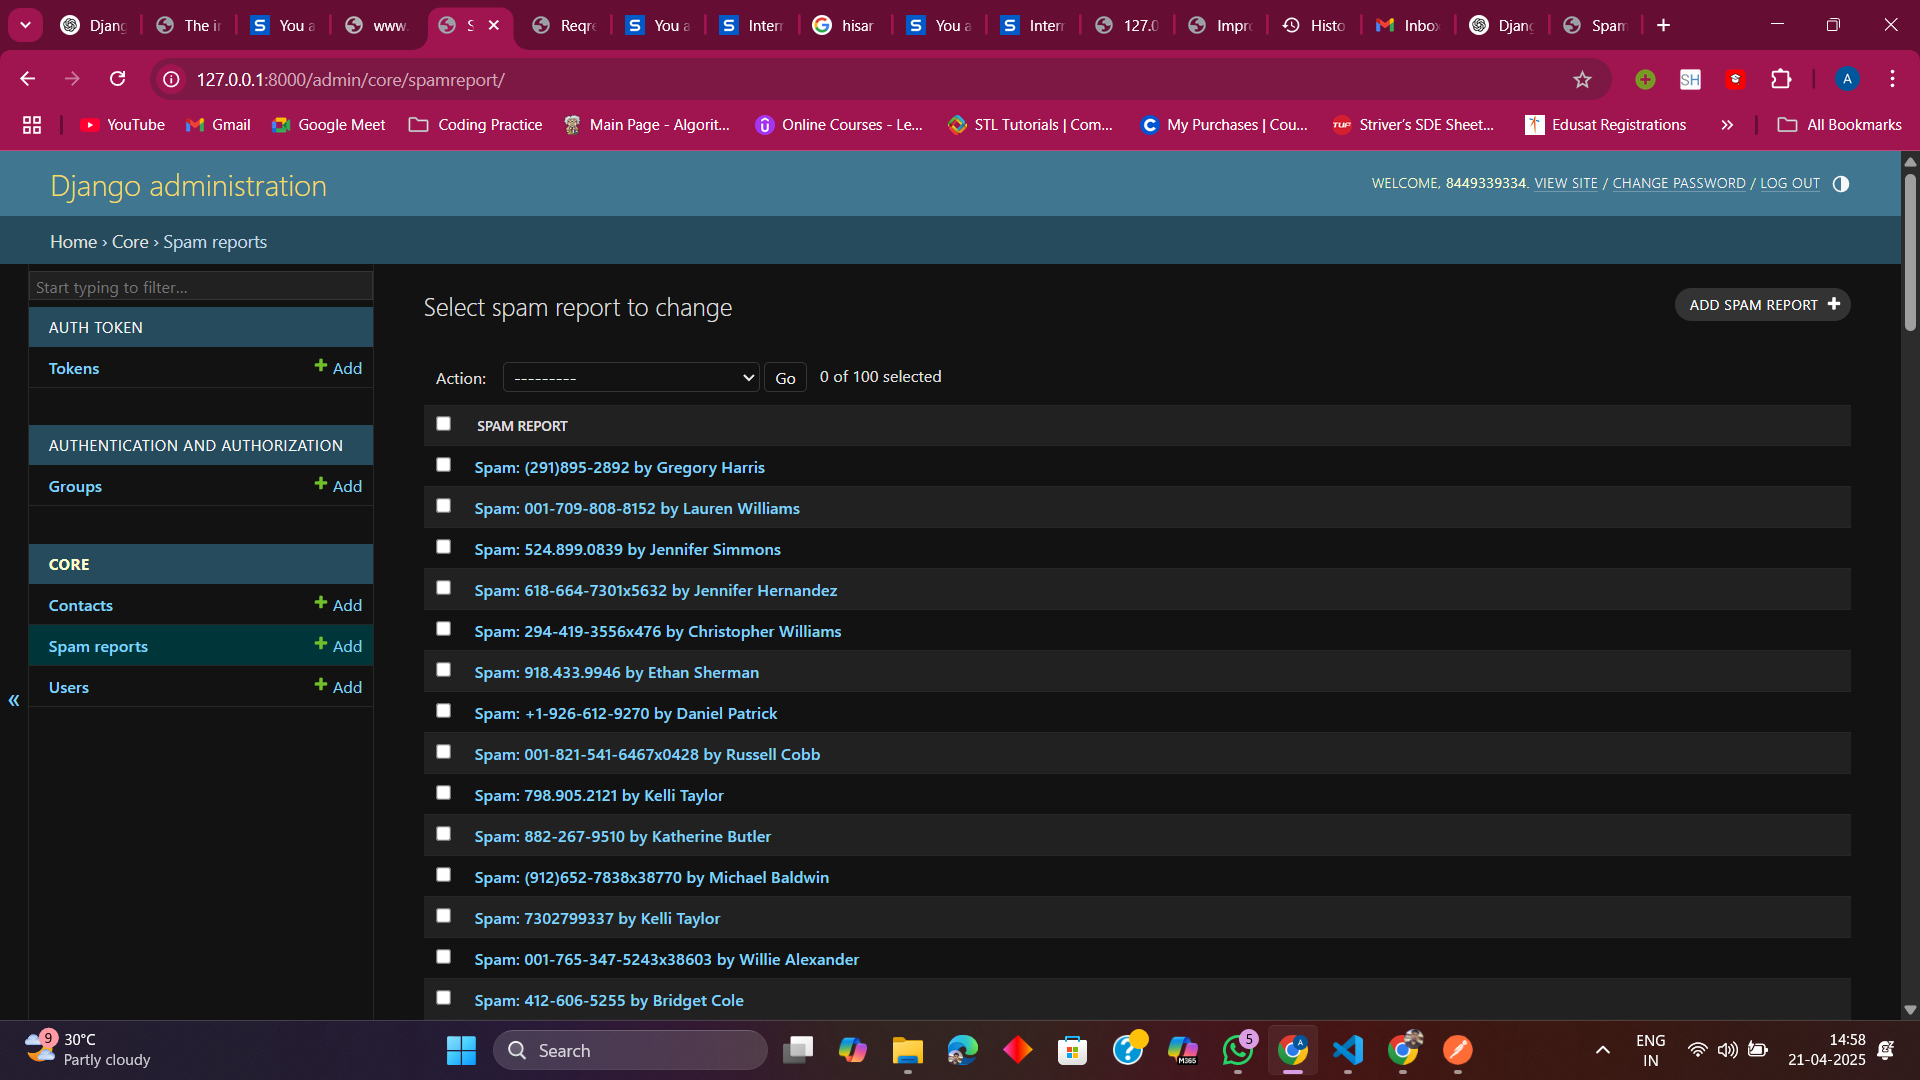 Djang
The ir
You a
www.
S
Reqre
You a
Interr
hisar
You a
Interr
127.0
Impro
Histo
Inbox
Djang
Spam
127.0.0.1:8000/admin/core/spamreport/
SH
A
YouTube
Gmail
Google Meet
Coding Practice
Main Page - Algorit...
Online Courses - Le...
STL Tutorials | Com...
My Purchases | Cou...
Striver's SDE Sheet...
Edusat Registrations
All Bookmarks
Django administration
WELCOME, 8449339334. VIEW SITE / CHANGE PASSWORD / LOG OUT
Home › Core › Spam reports
Start typing to filter...
AUTH TOKEN
Tokens
Add
AUTHENTICATION AND AUTHORIZATION
Groups
Add
CORE
Contacts
Add
Spam reports
Add
Users
Add
Select spam report to change
ADD SPAM REPORT
Action: --------- Go 0 of 100 selected
SPAM REPORT
Spam: (291)895-2892 by Gregory Harris
Spam: 001-709-808-8152 by Lauren Williams
Spam: 524.899.0839 by Jennifer Simmons
Spam: 618-664-7301x5632 by Jennifer Hernandez
Spam: 294-419-3556x476 by Christopher Williams
Spam: 918.433.9946 by Ethan Sherman
Spam: +1-926-612-9270 by Daniel Patrick
Spam: 001-821-541-6467x0428 by Russell Cobb
Spam: 798.905.2121 by Kelli Taylor
Spam: 882-267-9510 by Katherine Butler
Spam: (912)652-7838x38770 by Michael Baldwin
Spam: 7302799337 by Kelli Taylor
Spam: 001-765-347-5243x38603 by Willie Alexander
Spam: 412-606-5255 by Bridget Cole
9
30°C
Partly cloudy
Search
M365
5
A
ENG
IN
14:58
21-04-2025